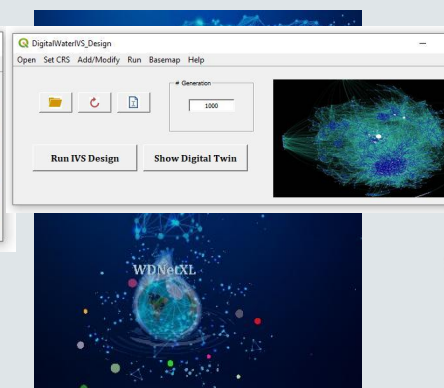 DigitalWaterIVS_Design
Open Set CRS Add/Modify Run Basemap Help
# Generation
1000
Run IVS Design Show Digital Twin
WDNetXL